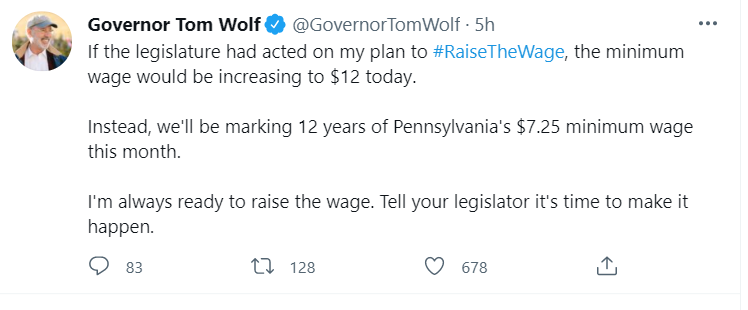 Governor Tom Wolf @GovernorTomWolf · 5h
If the legislature had acted on my plan to #RaiseTheWage, the minimum
wage would be increasing to $12 today.
Instead, we'll be marking 12 years of Pennsylvania's $7.25 minimum wage
this month.
I'm always ready to raise the wage. Tell your legislator it's time to make it
happen.
83 128 678